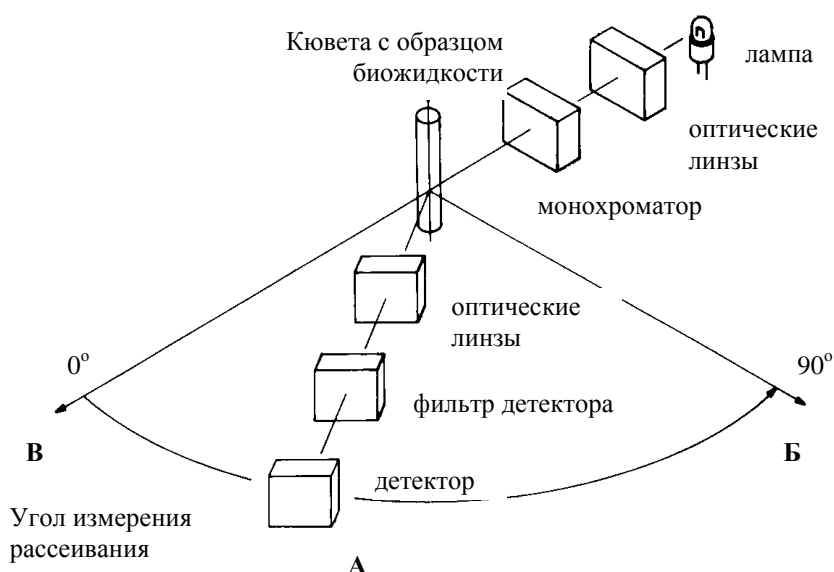 Кювета с образцом
биожидкости
лампа
оптические
линзы
монохроматор
оптические
линзы
0°
90°
фильтр детектора
В
Б
детектор
Угол измерения
рассеивания
А